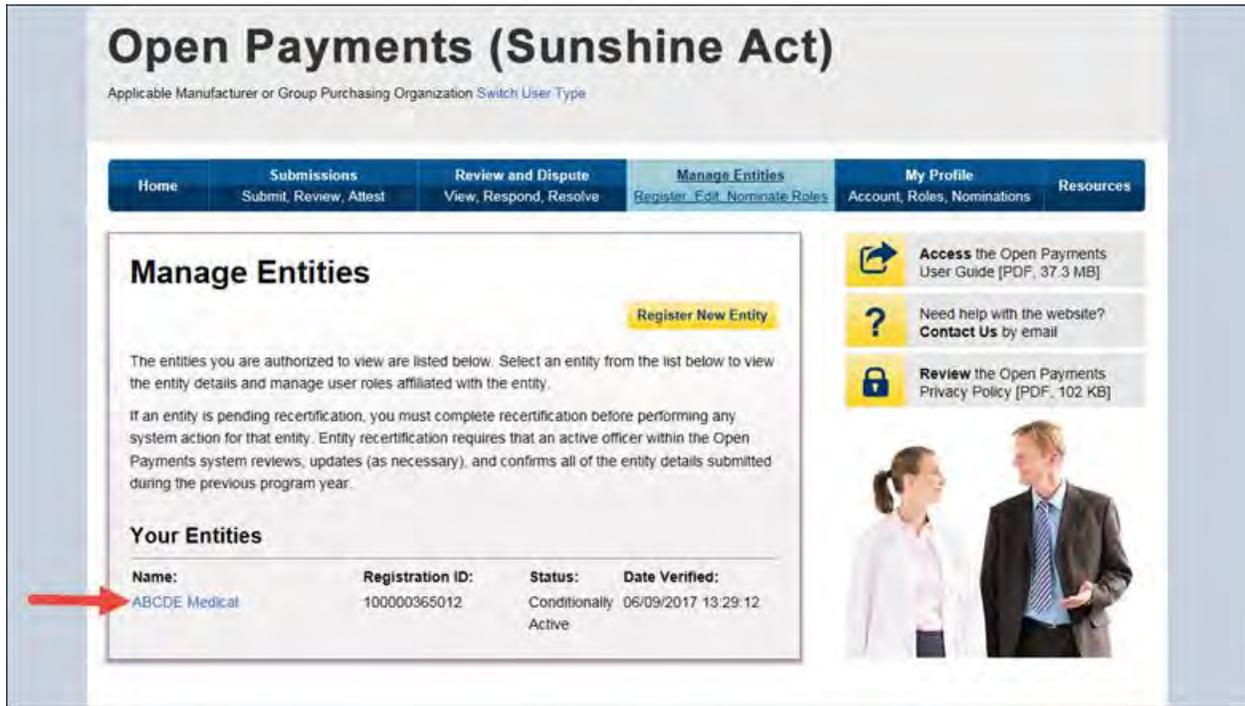 Open Payments (Sunshine Act)
Applicable Manufacturer or Group Purchasing Organization Switch User Type
Home
Submissions
Submit, Review, Attest
Review and Dispute
View, Respond, Resolve
Manage Entities
Register, Edit, Nominate Roles
My Profile
Account, Roles, Nominations
Resources
Manage Entities
Register New Entity
The entities you are authorized to view are listed below. Select an entity from the list below to view
the entity details and manage user roles affiliated with the entity.
If an entity is pending recertification, you must complete recertification before performing any
system action for that entity. Entity recertification requires that an active officer within the Open
Payments system reviews, updates (as necessary), and confirms all of the entity details submitted
during the previous program year.
Your Entities
Name: Registration ID: Status: Date Verified:
ABCDE Medical 100000365012 Conditionally 06/09/2017 13:29:12
Active
Access the Open Payments
User Guide [PDF, 37.3 MB]
?
Need help with the website?
Contact Us by email
Review the Open Payments
Privacy Policy [PDF, 102 KB]